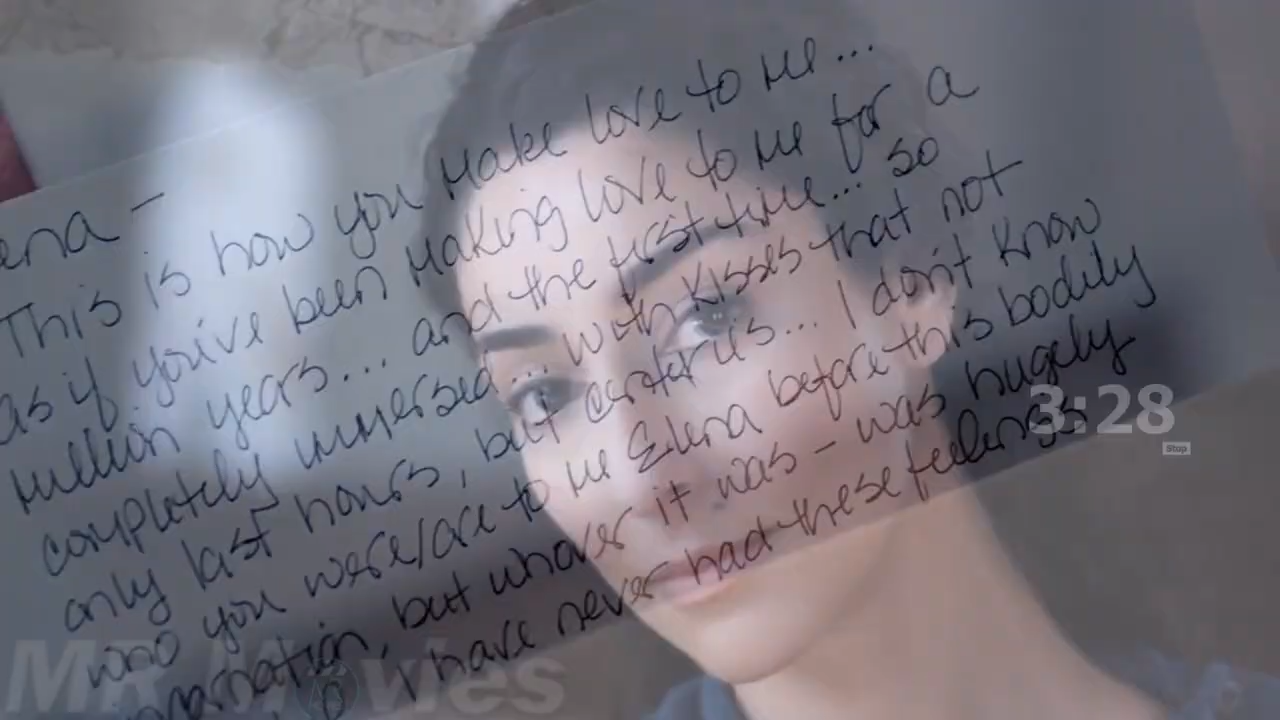 Elena -
This is how you make love to me...
as if you've been making love to me for a
million years... and the first time... so
completely immersed... with kisses that not
only last hours, but centuries... I don't know
who you were/are to me Elena before this bodily
incarnation, but whoever it was - was hugely
I have never had these feelings
3:28
Stop
MR Movies